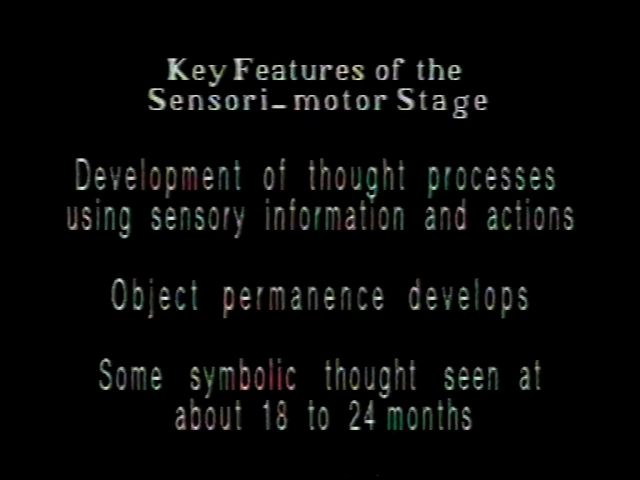 Key Features of the
Sensori-motor Stage
Development of thought processes
using sensory information and actions
Object permanence develops
Some symbolic thought seen at
about 18 to 24 months